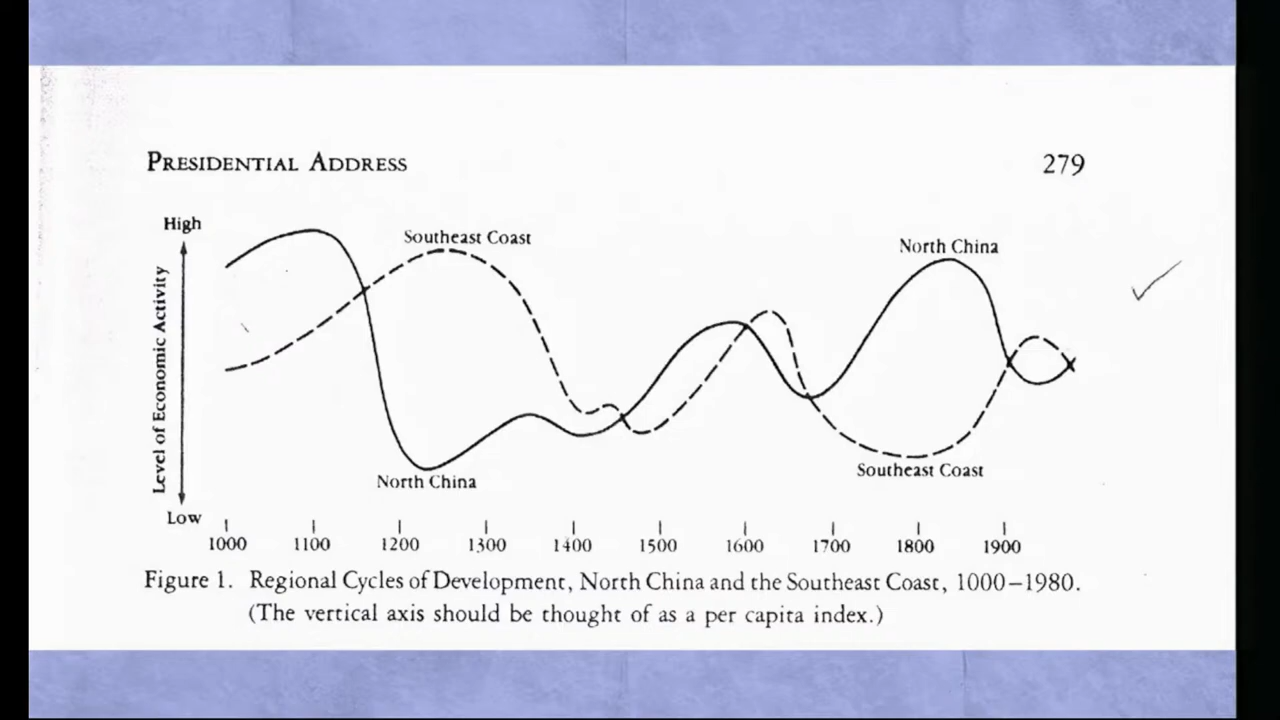 PRESIDENTIAL ADDRESS
279
High
Southeast Coast
North China
Level of Economic Activity
North China
Southeast Coast
Low
1000 1100 1200 1300 1400 1500 1600 1700 1800 1900
Figure 1. Regional Cycles of Development, North China and the Southeast Coast, 1000–1980.
(The vertical axis should be thought of as a per capita index.)